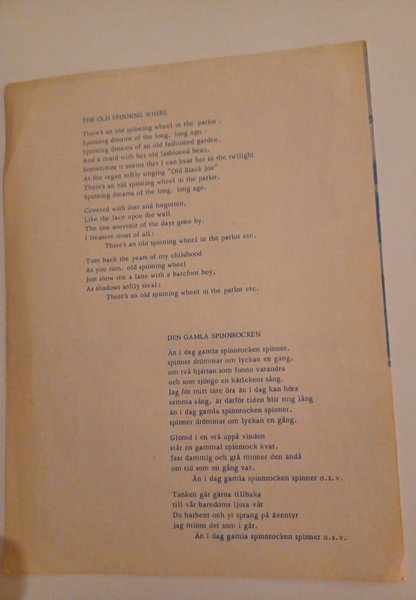 THE OLD SPINNING WHEEL
There's an old spinning wheel in the parlor,
Spinning dreams of the long, long ago.
Spinning dreams of an old fashioned garden,
And a maid with her old fashioned beau.
Sometimes it seems that I can hear her in the twilight
At the organ softly singing "Old Black Joe"
There's an old spinning wheel in the parlor,
Spinning dreams of the long, long ago.
Covered with dust and forgotten,
Like the face upon the wall
The one souvenir of the days gone by,
I treasure most of all:
There's an old spinning wheel in the parlor etc.
Turn back the years of my childhood
As you turn, old spinning wheel
Just show me a lane with a barefoot boy,
As shadows softly steal:
There's an old spinning wheel in the parlor etc.
DEN GAMLA SPINNROCKEN
Än i dag gamla spinnrocken spinner,
spinner drömmar om lyckan en gång,
om två hjärtan som funno varandra
och som sjöngo en kärlekens sång.
Jag för mitt inre öra än i dag kan höra
samma sång, är därför tiden blir mig lång
än i dag gamla spinnrocken spinner,
spinner drömmar om lyckan en gång.
Glömd i en vrå uppå vinden
står en gammal spinnrock kvar,
fast dammig och grå minner den ändå
om tid som en gång var.
Än i dag gamla spinnrocken spinner o.s.v.
Tanken går gärna tillbaka
till vår barndoms ljusa vår
Du barbent och yr sprang på äventyr
jag minns det som i går.
Än i dag gamla spinnrocken spinner o.s.v.